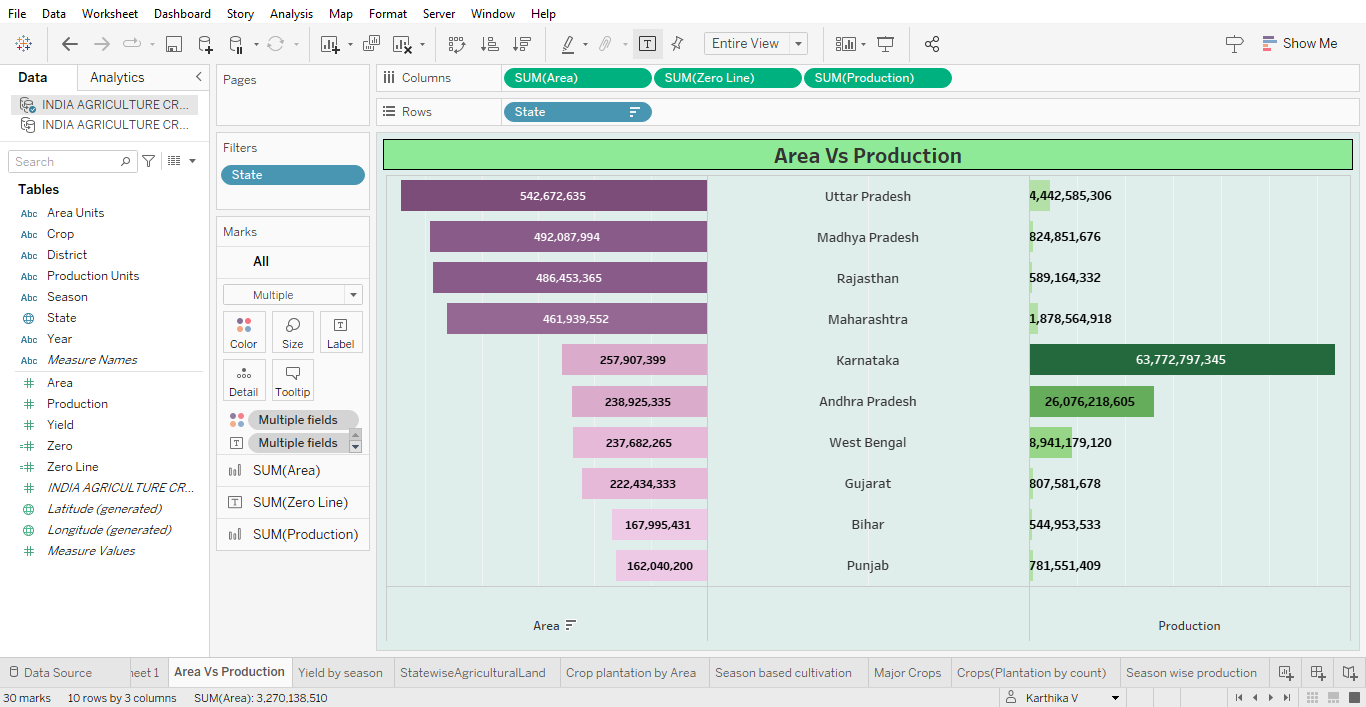 File Data Worksheet Dashboard Story Analysis Map Format Server Window Help
Entire View Show Me
Data Analytics
INDIA AGRICULTURE CR...
INDIA AGRICULTURE CR...
Search
Tables
Abc Area Units
Abc Crop
Abc District
Abc Production Units
Abc Season
State
Abc Year
Abc Measure Names
# Area
# Production
# Yield
=# Zero
=# Zero Line
# INDIA AGRICULTURE CR...
Latitude (generated)
Longitude (generated)
# Measure Values
Pages
Filters
State
Marks
All
Multiple
Color Size Label
Detail Tooltip
Multiple fields
Multiple fields
SUM(Area)
SUM(Zero Line)
SUM(Production)
Columns SUM(Area) SUM(Zero Line) SUM(Production)
Rows State
Area Vs Production
542,672,635 Uttar Pradesh 4,442,585,306
492,087,994 Madhya Pradesh 824,851,676
486,453,365 Rajasthan 589,164,332
461,939,552 Maharashtra 1,878,564,918
257,907,399 Karnataka 63,772,797,345
238,925,335 Andhra Pradesh 26,076,218,605
237,682,265 West Bengal 8,941,179,120
222,434,333 Gujarat 807,581,678
167,995,431 Bihar 544,953,533
162,040,200 Punjab 781,551,409
Area Production
Data Source neet 1 Area Vs Production Yield by season StatewiseAgriculturalLand Crop plantation by Area Season based cultivation Major Crops Crops(Plantation by count) Season wise production
30 marks 10 rows by 3 columns SUM(Area): 3,270,138,510 Karthika V